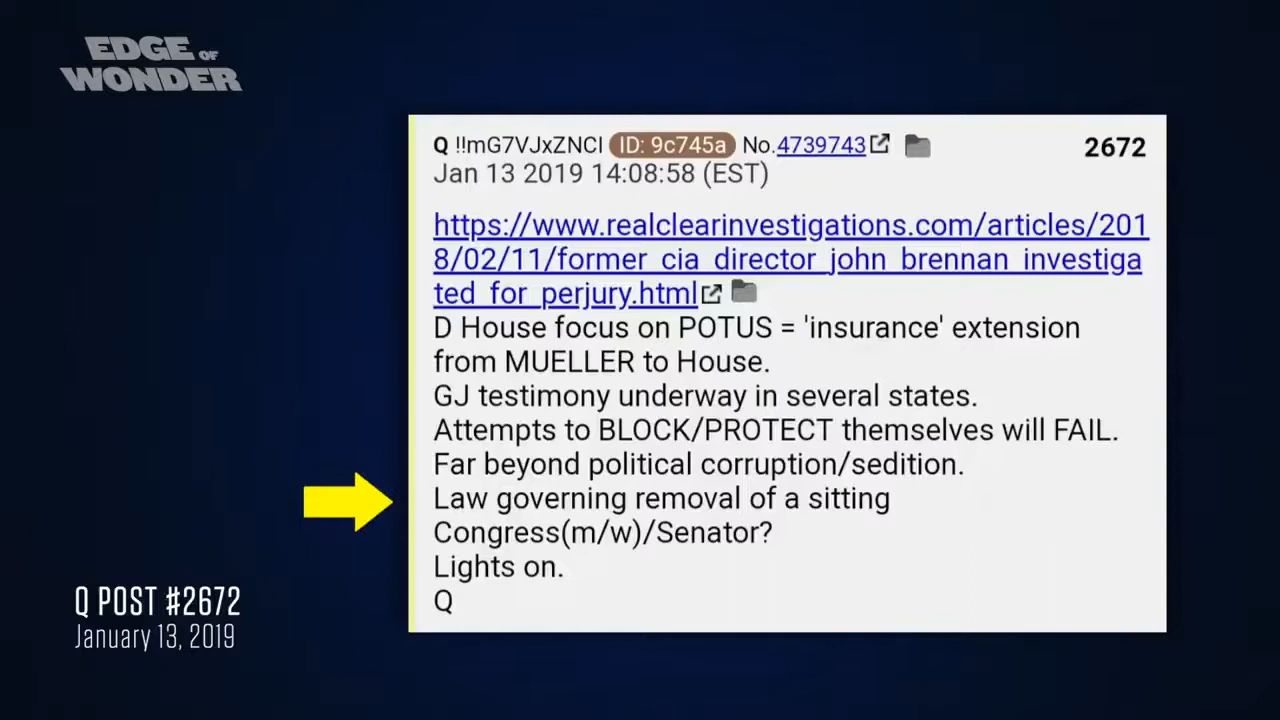 EDGE OF
WONDER
Q !!mG7VJxZNCI ID: 9c745a No.4739743 2672
Jan 13 2019 14:08:58 (EST)
https://www.realclearinvestigations.com/articles/201
8/02/11/former_cia_director_john_brennan_investiga
ted_for_perjury.html
D House focus on POTUS = 'insurance' extension
from MUELLER to House.
GJ testimony underway in several states.
Attempts to BLOCK/PROTECT themselves will FAIL.
Far beyond political corruption/sedition.
Law governing removal of a sitting
Congress(m/w)/Senator?
Lights on.
Q
Q POST #2672
January 13, 2019